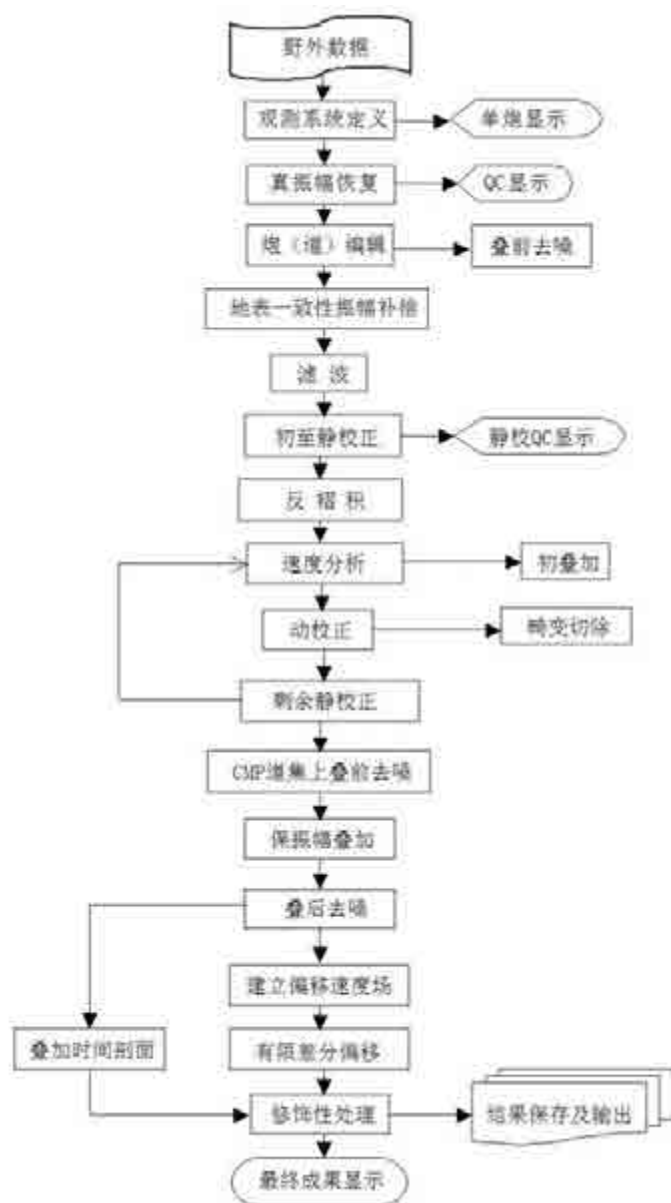 野外数据
观测系统定义
单炮显示
真振幅恢复
QC显示
炮（道）编辑
叠前去噪
地表一致性振幅补偿
滤 波
初至静校正
静校QC显示
反 褶 积
速度分析
初叠加
动校正
畸变切除
剩余静校正
CMP道集上叠前去噪
保振幅叠加
叠后去噪
建立偏移速度场
叠加时间剖面
有限差分偏移
修饰性处理
结果保存及输出
最终成果显示